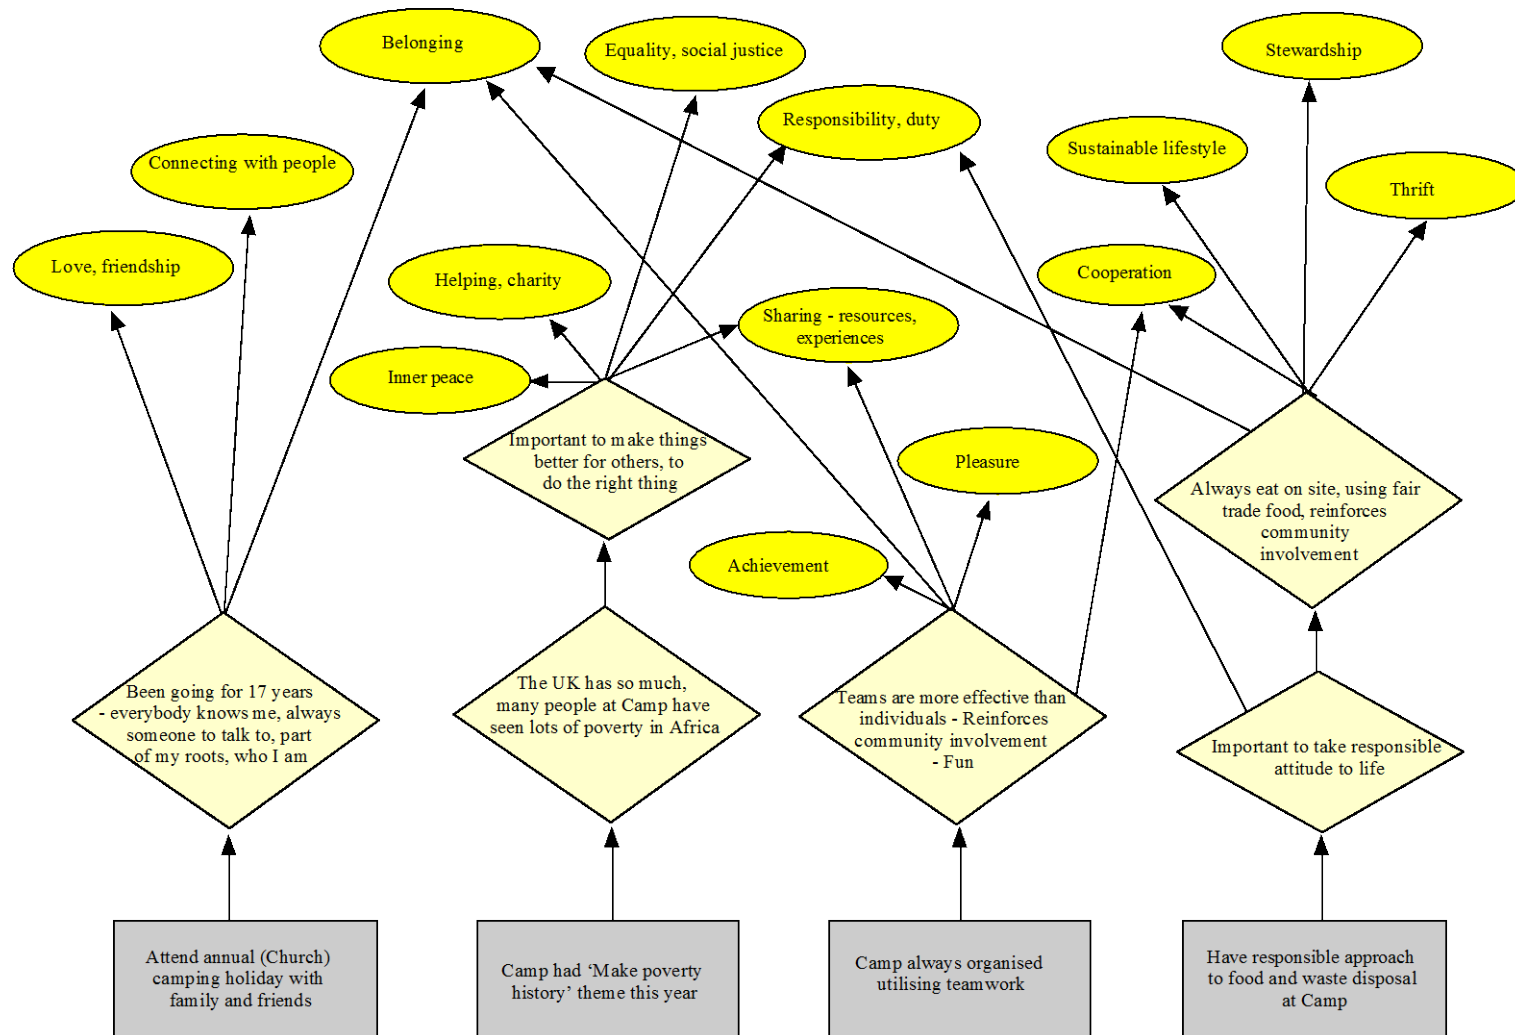 Belonging
Equality, social justice
Stewardship
Responsibility, duty
Connecting with people
Sustainable lifestyle
Thrift
Love, friendship
Helping, charity
Cooperation
Sharing - resources,
experiences
Inner peace
Important to make things
better for others, to
do the right thing
Pleasure
Always eat on site, using fair
trade food, reinforces
community
involvement
Achievement
Been going for 17 years
- everybody knows me, always
someone to talk to, part
of my roots, who I am
The UK has so much,
many people at Camp have
seen lots of poverty in Africa
Teams are more effective than
individuals - Reinforces
community involvement
- Fun
Important to take responsible
attitude to life
Attend annual (Church)
camping holiday with
family and friends
Camp had ‘Make poverty
history’ theme this year
Camp always organised
utilising teamwork
Have responsible approach
to food and waste disposal
at Camp